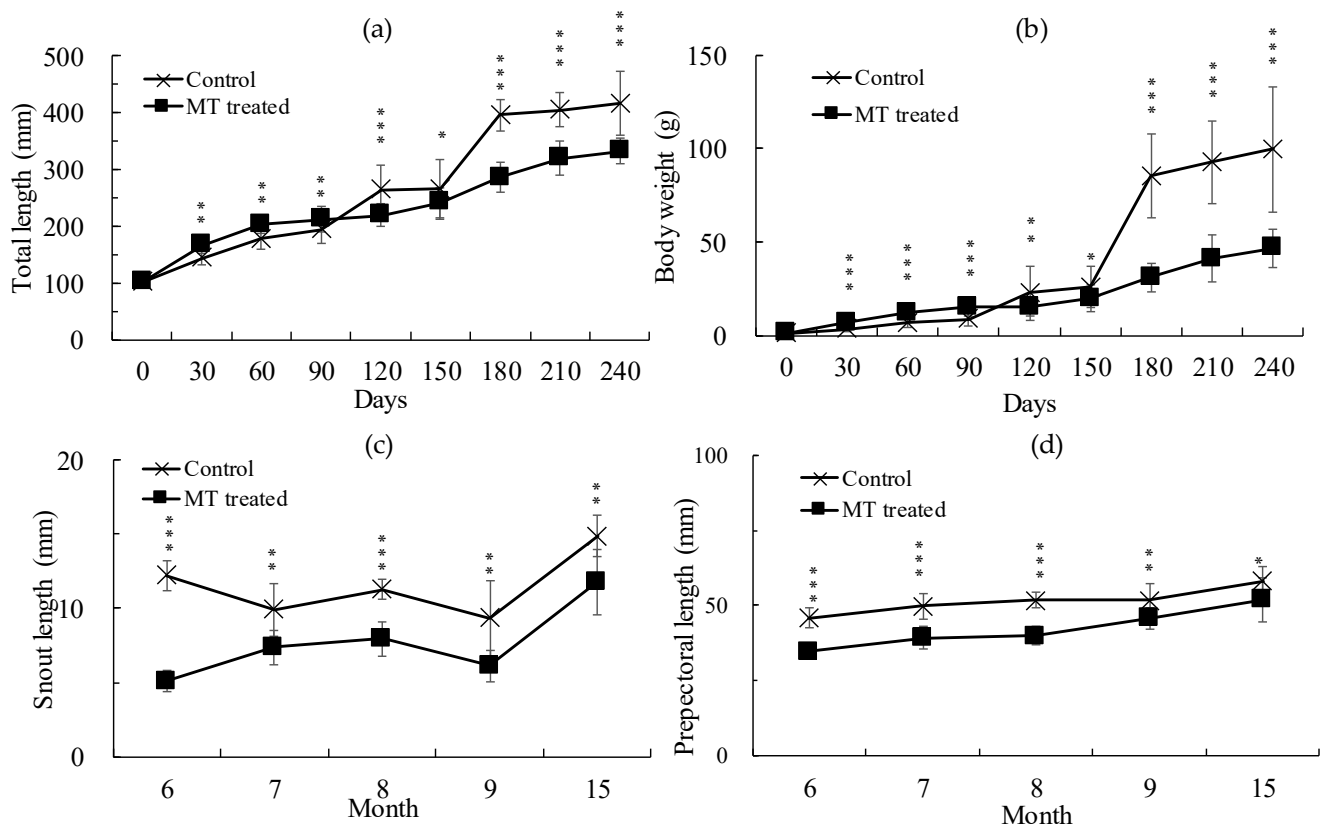 (a)
500
400
300
200
100
0
Total length (mm)
Control
MT treated
** ** ** *** * *** *** ***
0 30 60 90 120 150 180 210 240
Days
(b)
150
100
50
0
Body weight (g)
Control
MT treated
*** *** *** ** * *** *** ***
0 30 60 90 120 150 180 210 240
Days
(c)
20
10
0
Snout length (mm)
Control
MT treated
*** ** *** ** **
6 7 8 9 15
Month
(d)
100
50
0
Prepectoral length (mm)
Control
MT treated
*** *** *** ** *
6 7 8 9 15
Month